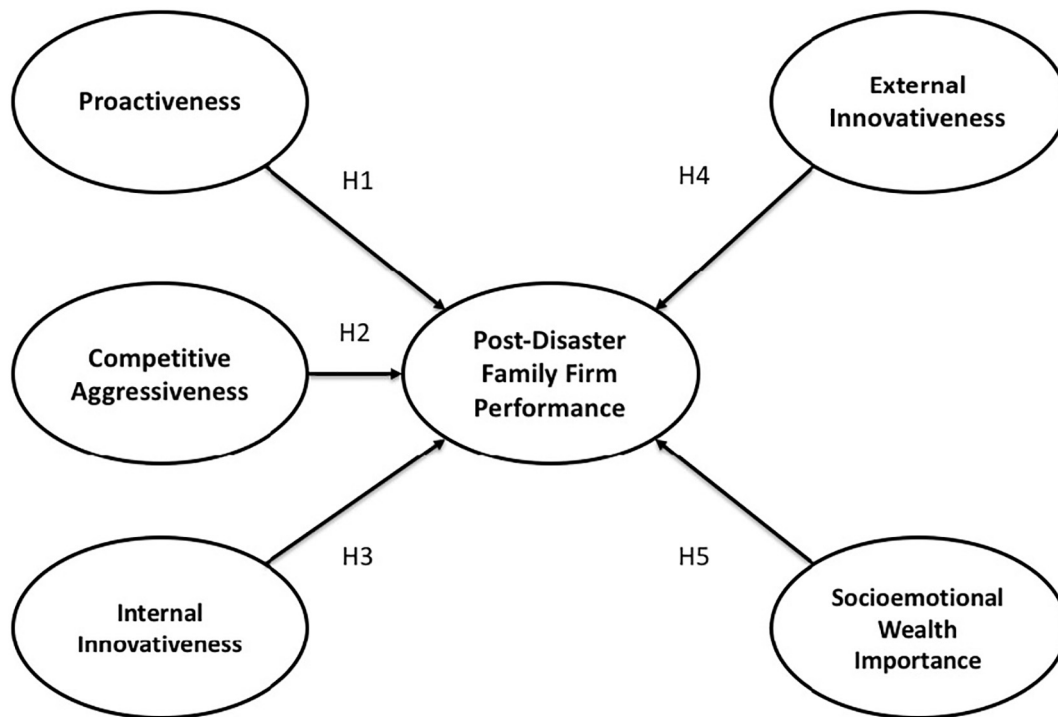 Proactiveness
External
Innovativeness
H1
H4
Competitive
Aggressiveness
H2
Post-Disaster
Family Firm
Performance
Internal
Innovativeness
H3
H5
Socioemotional
Wealth
Importance